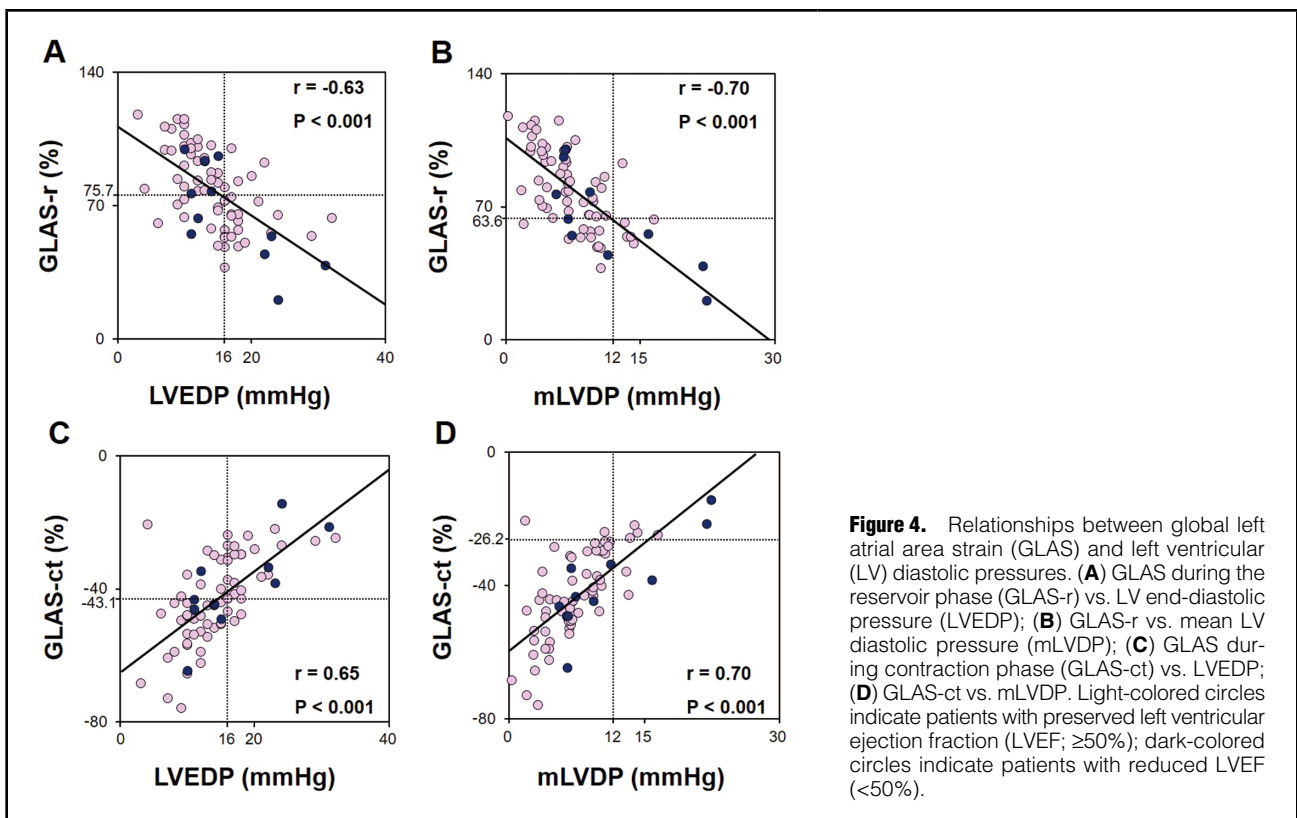 A
140
r = -0.63
P < 0.001
GLAS-r (%)
75.7
70
0
0 16 20 40
LVEDP (mmHg)
B
140
r = -0.70
P < 0.001
GLAS-r (%)
70
63.6
0
0 12 15 30
mLVDP (mmHg)
C
0
GLAS-ct (%)
-40
-43.1
r = 0.65
P < 0.001
-80
0 16 20 40
LVEDP (mmHg)
D
0
GLAS-ct (%)
-26.2
-40
r = 0.70
P < 0.001
-80
0 12 15 30
mLVDP (mmHg)
Figure 4. Relationships between global left
atrial area strain (GLAS) and left ventricular
(LV) diastolic pressures. (A) GLAS during the
reservoir phase (GLAS-r) vs. LV end-diastolic
pressure (LVEDP); (B) GLAS-r vs. mean LV
diastolic pressure (mLVDP); (C) GLAS dur-
ing contraction phase (GLAS-ct) vs. LVEDP;
(D) GLAS-ct vs. mLVDP. Light-colored circles
indicate patients with preserved left ventricular
ejection fraction (LVEF; ≥50%); dark-colored
circles indicate patients with reduced LVEF
(<50%).